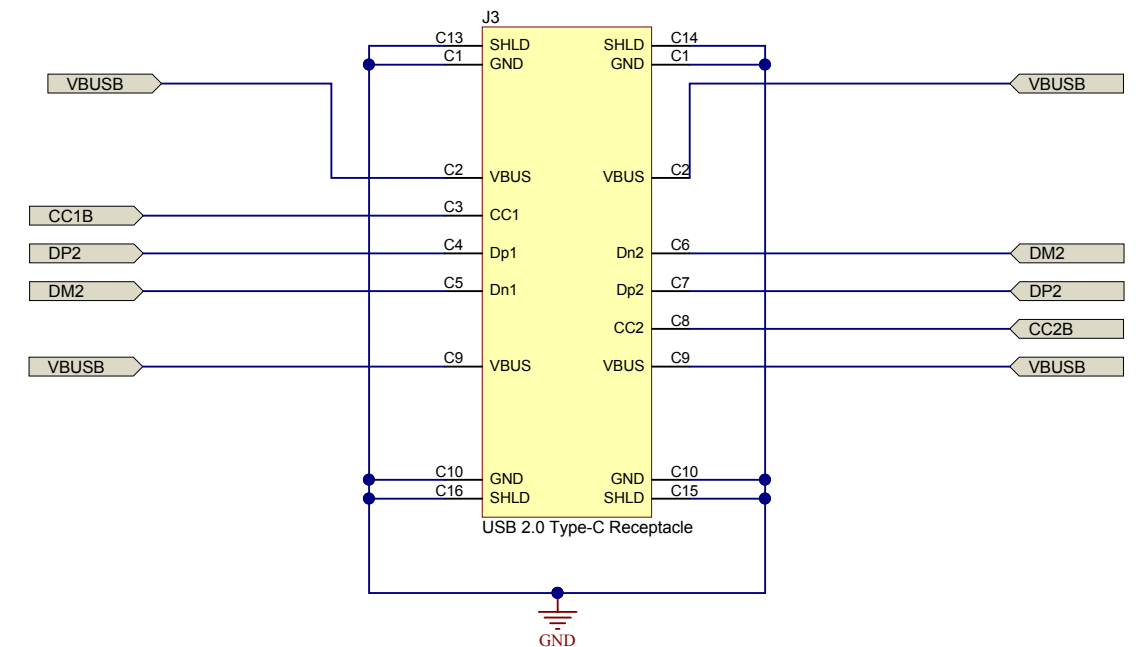 J3
C13 SHLD SHLD C14
C1 GND GND C1
VBUSB VBUSB
C2 VBUS VBUS C2
CC1B C3 CC1
DP2 C4 Dp1 Dn2 C6 DM2
DM2 C5 Dn1 Dp2 C7 DP2
CC2 C8 CC2B
VBUSB C9 VBUS VBUS C9 VBUSB
C10 GND GND C10
C16 SHLD SHLD C15
USB 2.0 Type-C Receptacle
GND